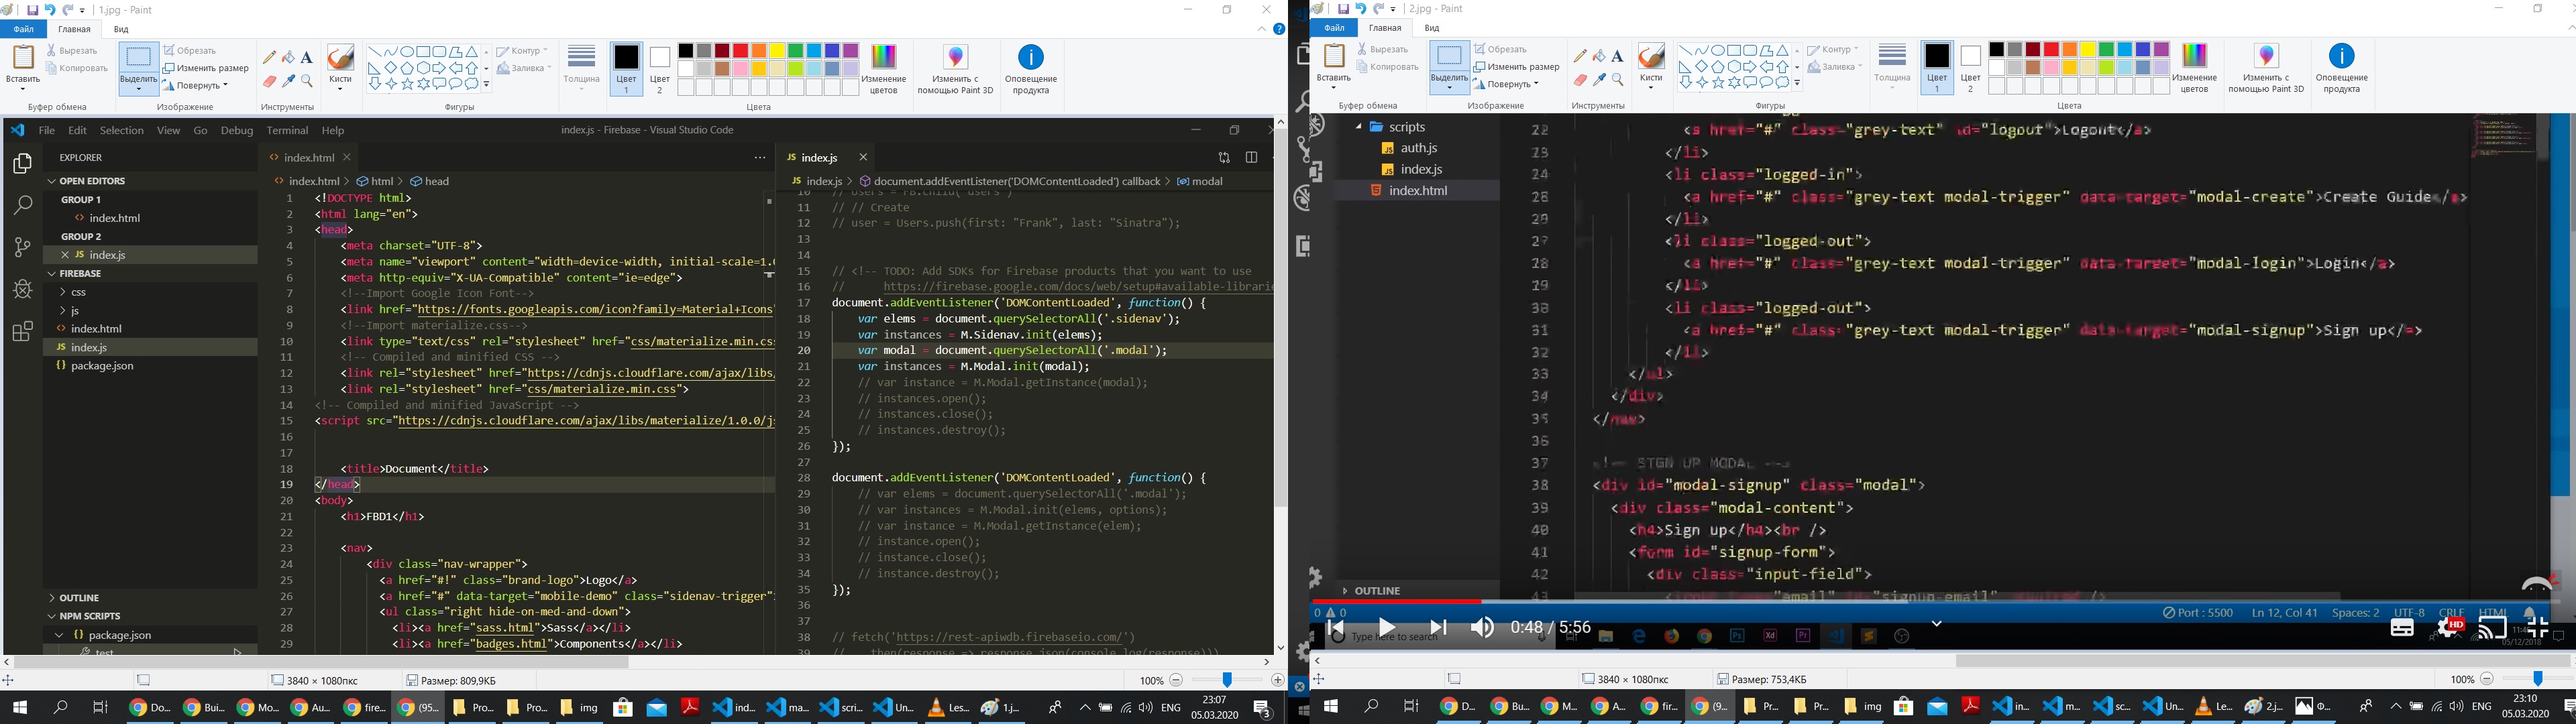 1.jpg - Paint
Файл Главная Вид
Вставить
Вырезать
Копировать
Буфер обмена
Выделить
Обрезать
Изменить размер
Повернуть
Изображение
Инструменты
Кисти
Фигуры
Контур
Заливка
Толщина
Цвет 1
Цвет 2
Цвета
Изменение цветов
Изменить с помощью Paint 3D
Оповещение продукта
File Edit Selection View Go Debug Terminal Help
index.js - Firebase - Visual Studio Code
EXPLORER
OPEN EDITORS
GROUP 1
index.html
GROUP 2
index.js
FIREBASE
css
js
index.html
index.js
package.json
OUTLINE
NPM SCRIPTS
package.json
test
index.html
index.html > html > head
1 <!DOCTYPE html>
2 <html lang="en">
3 <head>
4 <meta charset="UTF-8">
5 <meta name="viewport" content="width=device-width, initial-scale=1.0
6 <meta http-equiv="X-UA-Compatible" content="ie=edge">
7 <!--Import Google Icon Font-->
8 <link href="https://fonts.googleapis.com/icon?family=Material+Icons"
9 <!--Import materialize.css-->
10 <link type="text/css" rel="stylesheet" href="css/materialize.min.css
11 <!-- Compiled and minified CSS -->
12 <link rel="stylesheet" href="https://cdnjs.cloudflare.com/ajax/libs/
13 <link rel="stylesheet" href="css/materialize.min.css">
14 <!-- Compiled and minified JavaScript -->
15 <script src="https://cdnjs.cloudflare.com/ajax/libs/materialize/1.0.0/js
16
17
18 <title>Document</title>
19 </head>
20 <body>
21 <h1>FBD1</h1>
22
23 <nav>
24 <div class="nav-wrapper">
25 <a href="#!" class="brand-logo">Logo</a>
26 <a href="#" data-target="mobile-demo" class="sidenav-trigger">
27 <ul class="right hide-on-med-and-down">
28 <li><a href="sass.html">Sass</a></li>
29 <li><a href="badges.html">Components</a></li>
index.js
index.js > document.addEventListener('DOMContentLoaded') callback > modal
10 // Users = FB.child('users')
11 // // Create
12 // user = Users.push(first: "Frank", last: "Sinatra");
13
14
15 // <!-- TODO: Add SDKs for Firebase products that you want to use
16 // https://firebase.google.com/docs/web/setup#available-librarie
17 document.addEventListener('DOMContentLoaded', function() {
18 var elems = document.querySelectorAll('.sidenav');
19 var instances = M.Sidenav.init(elems);
20 var modal = document.querySelectorAll('.modal');
21 var instances = M.Modal.init(modal);
22 // var instance = M.Modal.getInstance(modal);
23 // instances.open();
24 // instances.close();
25 // instances.destroy();
26 });
27
28 document.addEventListener('DOMContentLoaded', function() {
29 // var elems = document.querySelectorAll('.modal');
30 // var instances = M.Modal.init(elems, options);
31 // var instance = M.Modal.getInstance(elem);
32 // instance.open();
33 // instance.close();
34 // instance.destroy();
35 });
36
37
38 // fetch('https://rest-apiwdb.firebaseio.com/')
39 // .then(response => response.json(console.log(response)))
3840 × 1080пкс
Размер: 809,9КБ
100%
Do... Bui... Mo... Au... fire... (95... Pro... Pro... img ind... ma... scri... Un... Les... 1.j...
ENG
23:07
05.03.2020
3
2.jpg - Paint
Файл Главная Вид
Вставить
Вырезать
Копировать
Буфер обмена
Выделить
Обрезать
Изменить размер
Повернуть
Изображение
Инструменты
Кисти
Фигуры
Контур
Заливка
Толщина
Цвет 1
Цвет 2
Цвета
Изменение цветов
Изменить с помощью Paint 3D
Оповещение продукта
scripts
auth.js
index.js
index.html
OUTLINE
22 <a href="#" class="grey-text" id="logout">Logout</a>
23 </li>
24 <li class="logged-in">
25 <a href="#" class="grey-text modal-trigger" data-target="modal-create">Create Guide</a>
26 </li>
27 <li class="logged-out">
28 <a href="#" class="grey-text modal-trigger" data-target="modal-login">Login</a>
29 </li>
30 <li class="logged-out">
31 <a href="#" class="grey-text modal-trigger" data-target="modal-signup">Sign up</a>
32 </li>
33 </ul>
34 </div>
35 </nav>
36
37 <!-- SIGN UP MODAL -->
38 <div id="modal-signup" class="modal">
39 <div class="modal-content">
40 <h4>Sign up</h4><br />
41 <form id="signup-form">
42 <div class="input-field">
43 <input type="email" id="signup-email" required />
0 0
Port : 5500 Ln 12, Col 41 Spaces: 2 UTF-8 CRLF HTML
Type here to search
0:48 / 5:56
HD
05/12/2018
3840 × 1080пкс
Размер: 753,4КБ
100%
D... Bu... M... A... fir... (9... Pr... Pr... img in... m... sc... Un... Le... 2.j... Ф...
ENG
23:10
05.03.2020